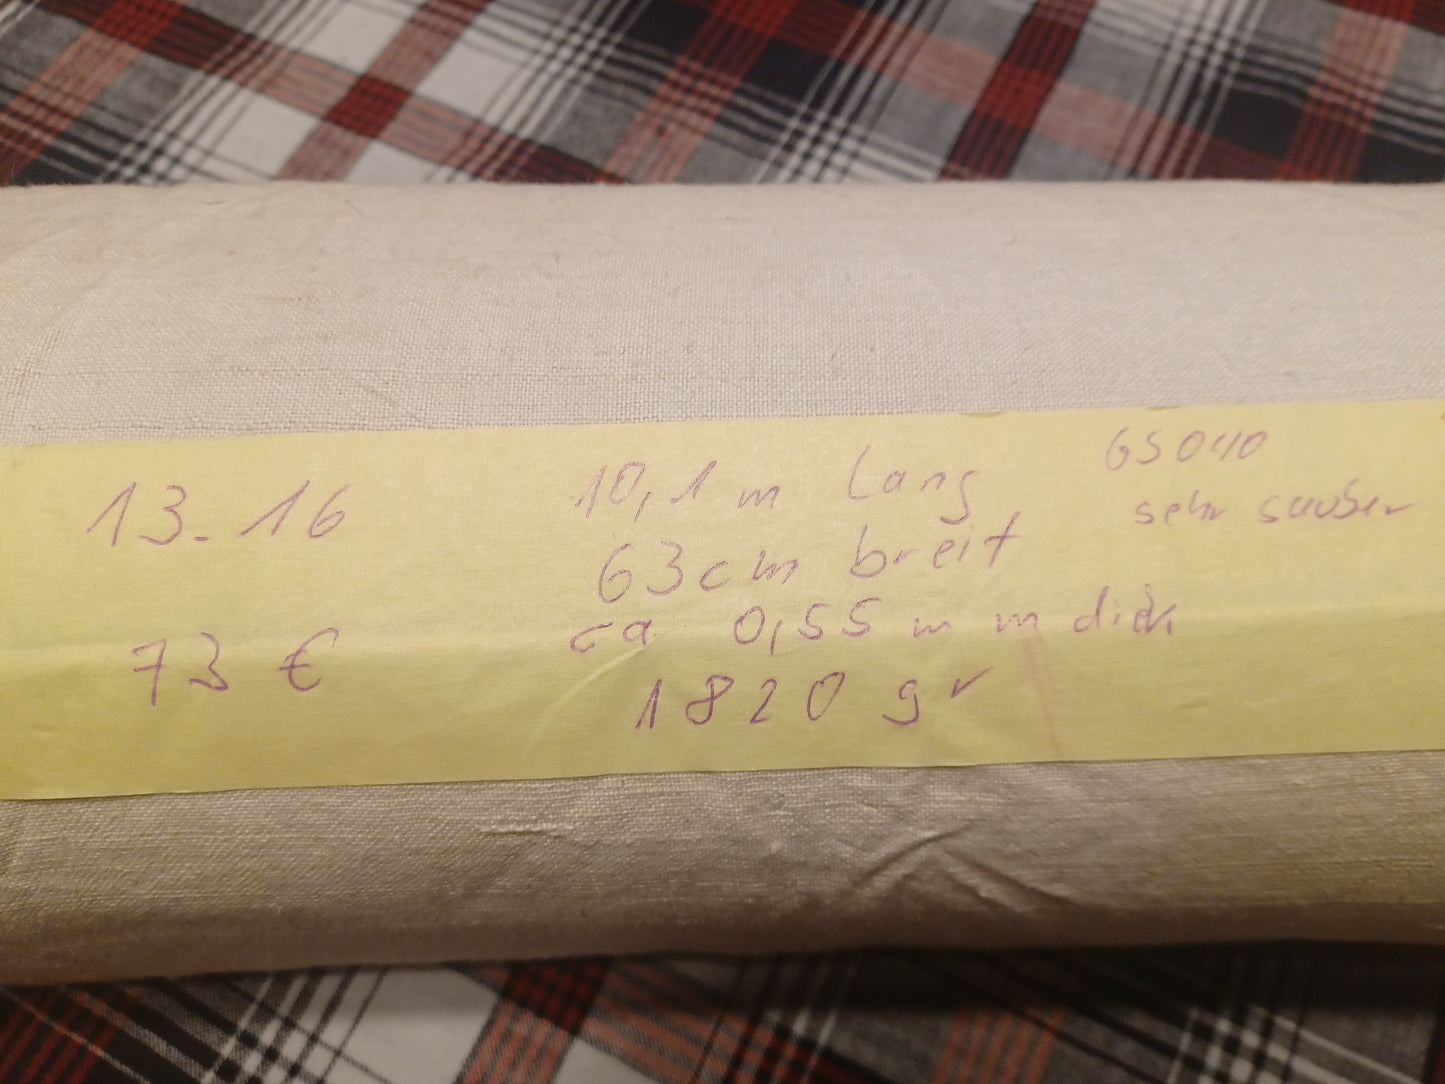 13-16
73 €
10,1 m lang
63cm breit
ca 0,55 mm dick
1820 gr
GS040
sehr sauber